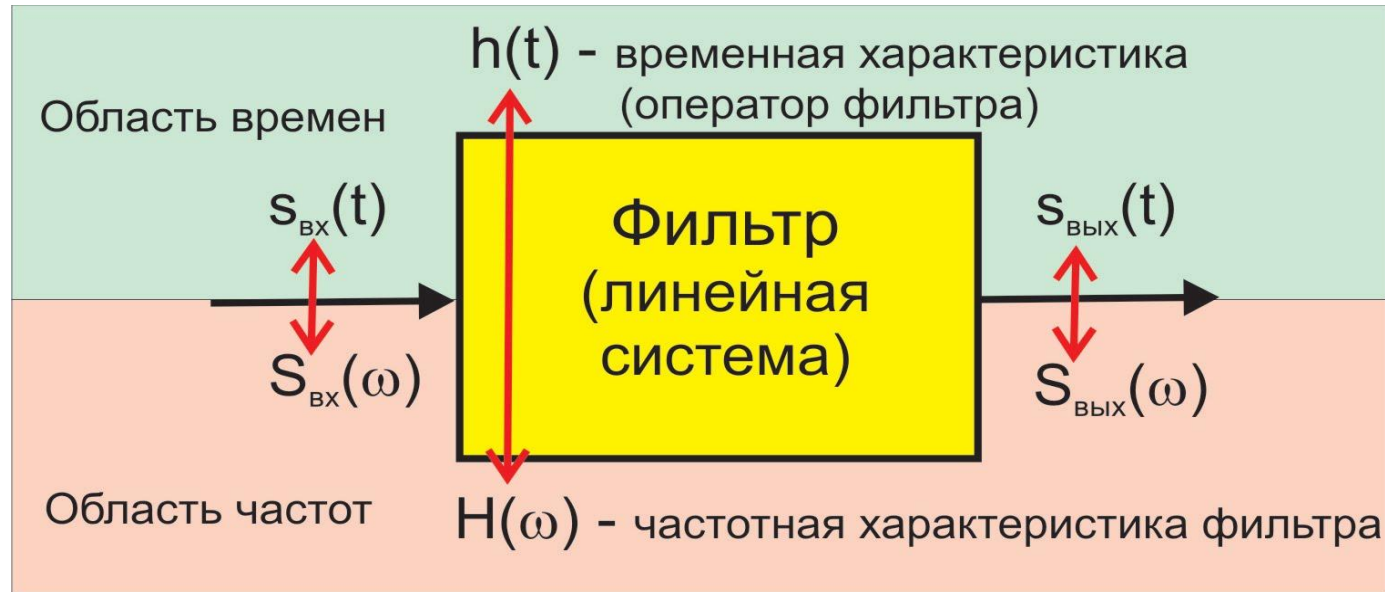 h(t) - временная характеристика
(оператор фильтра)
Область времен
sвх(t)
Фильтр
(линейная
система)
sвых(t)
Sвх(ω)
Sвых(ω)
Область частот
H(ω) - частотная характеристика фильтра